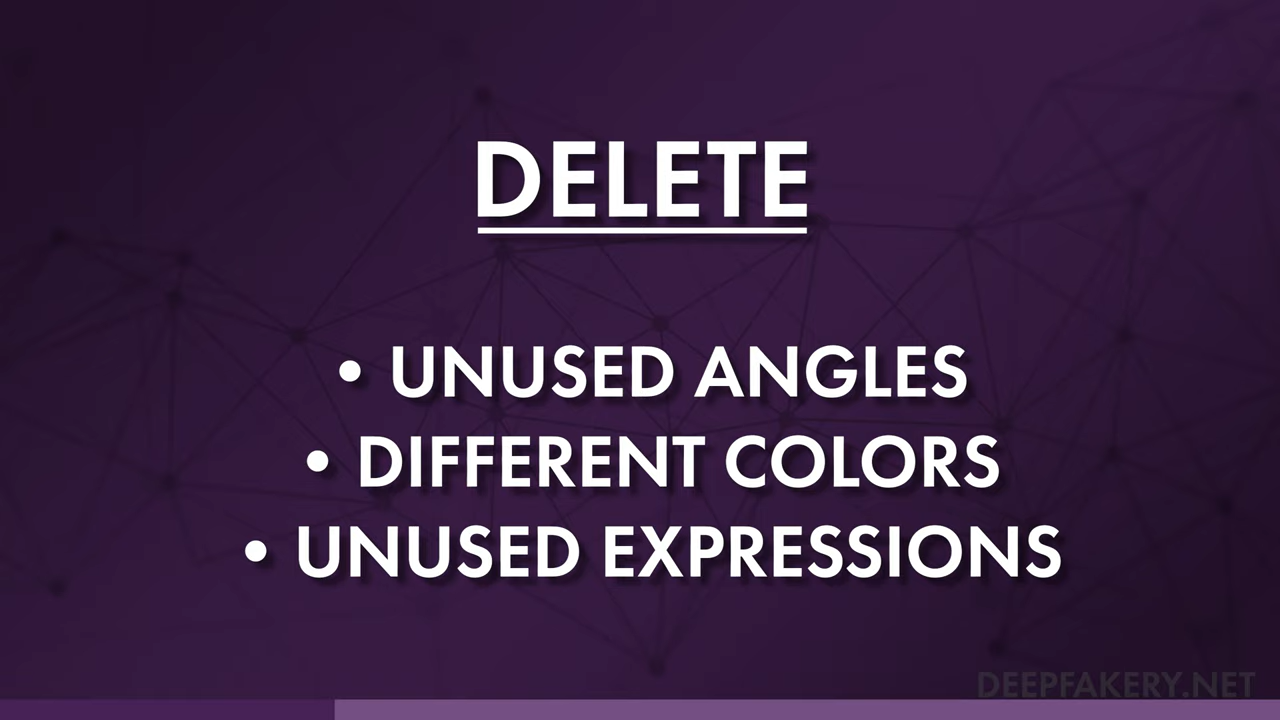 DELETE
• UNUSED ANGLES
• DIFFERENT COLORS
• UNUSED EXPRESSIONS
DEEPFAKERY.NET